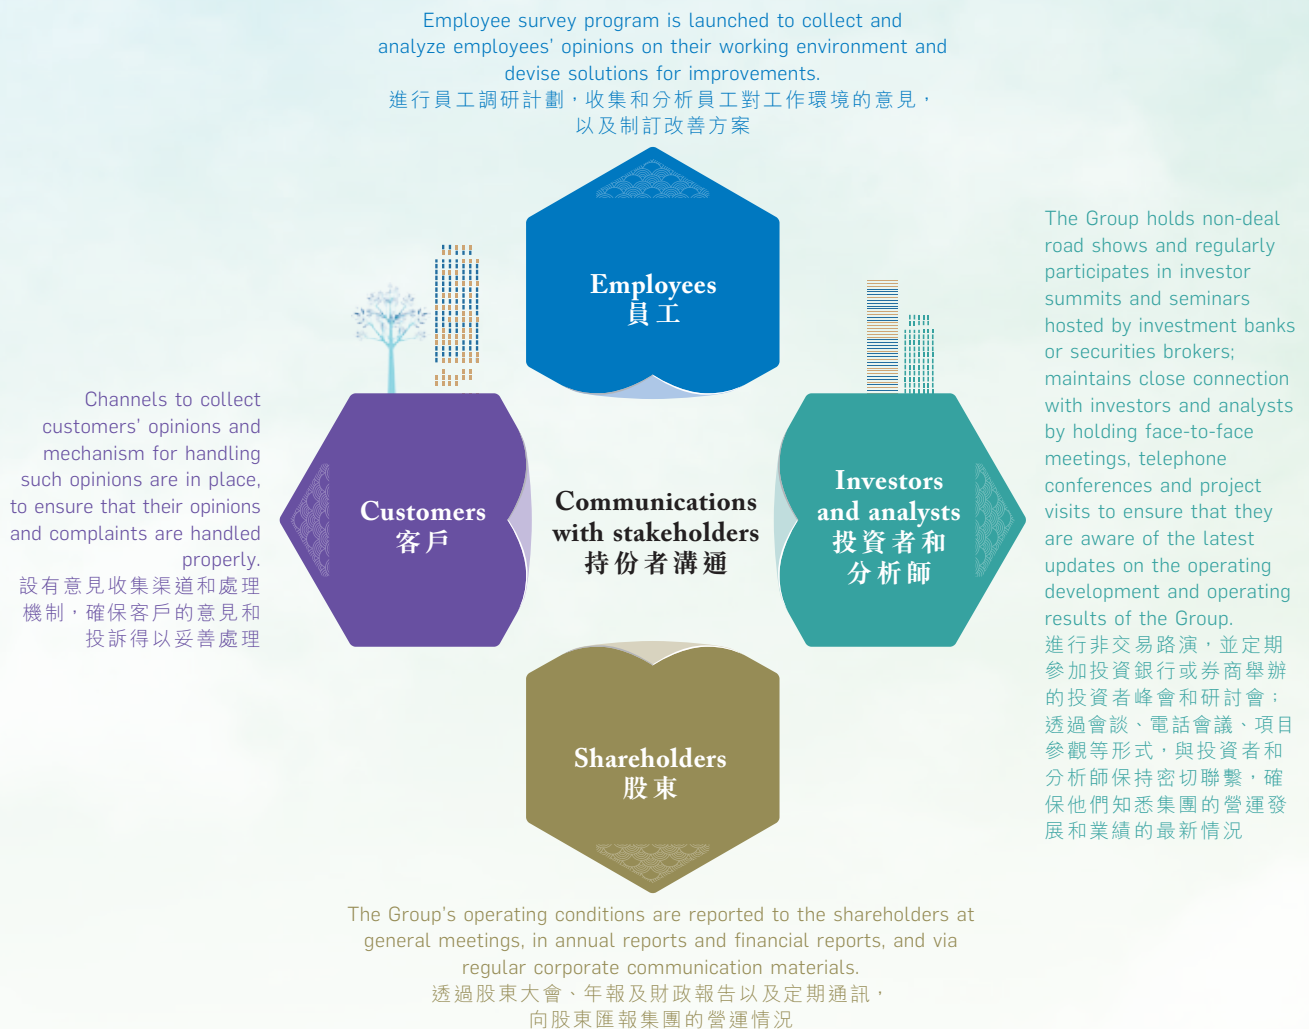 Employee survey program is launched to collect and
analyze employees' opinions on their working environment and
devise solutions for improvements.
進行員工調研計劃，收集和分析員工對工作環境的意見，
以及制訂改善方案
Employees
員工
Channels to collect
customers' opinions and
mechanism for handling
such opinions are in place,
to ensure that their opinions
and complaints are handled
properly.
設有意見收集渠道和處理
機制，確保客戶的意見和
投訴得以妥善處理
Customers
客戶
Communications
with stakeholders
持份者溝通
Investors
and analysts
投資者和
分析師
The Group holds non-deal
road shows and regularly
participates in investor
summits and seminars
hosted by investment banks
or securities brokers;
maintains close connection
with investors and analysts
by holding face-to-face
meetings, telephone
conferences and project
visits to ensure that they
are aware of the latest
updates on the operating
development and operating
results of the Group.
進行非交易路演，並定期
參加投資銀行或券商舉辦
的投資者峰會和研討會；
透過會談、電話會議、項目
參觀等形式，與投資者和
分析師保持密切聯繫，確
保他們知悉集團的營運發
展和業績的最新情況
Shareholders
股東
The Group's operating conditions are reported to the shareholders at
general meetings, in annual reports and financial reports, and via
regular corporate communication materials.
透過股東大會、年報及財政報告以及定期通訊，
向股東匯報集團的營運情況